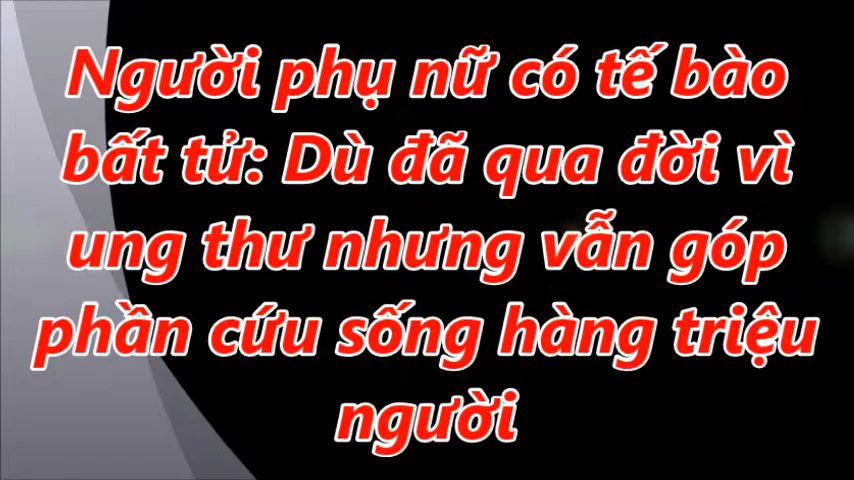 Người phụ nữ có tế bào
bất tử: Dù đã qua đời vì
ung thư nhưng vẫn góp
phần cứu sống hàng triệu
người